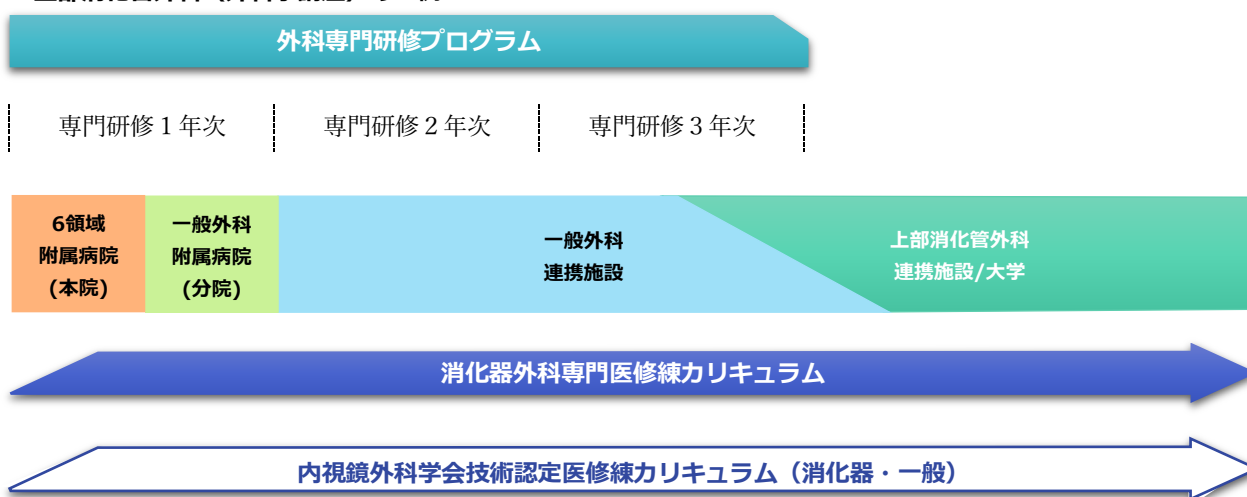 外科専門研修プログラム
専門研修1年次
専門研修2年次
専門研修3年次
6領域
附属病院
(本院)
一般外科
附属病院
(分院)
一般外科
連携施設
上部消化管外科
連携施設/大学
消化器外科専門医修練カリキュラム
内視鏡外科学会技術認定医修練カリキュラム（消化器・一般）